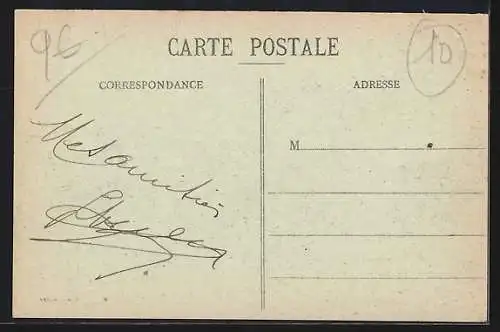 96
10
CARTE POSTALE
CORRESPONDANCE
ADRESSE
M
Mes amitiés